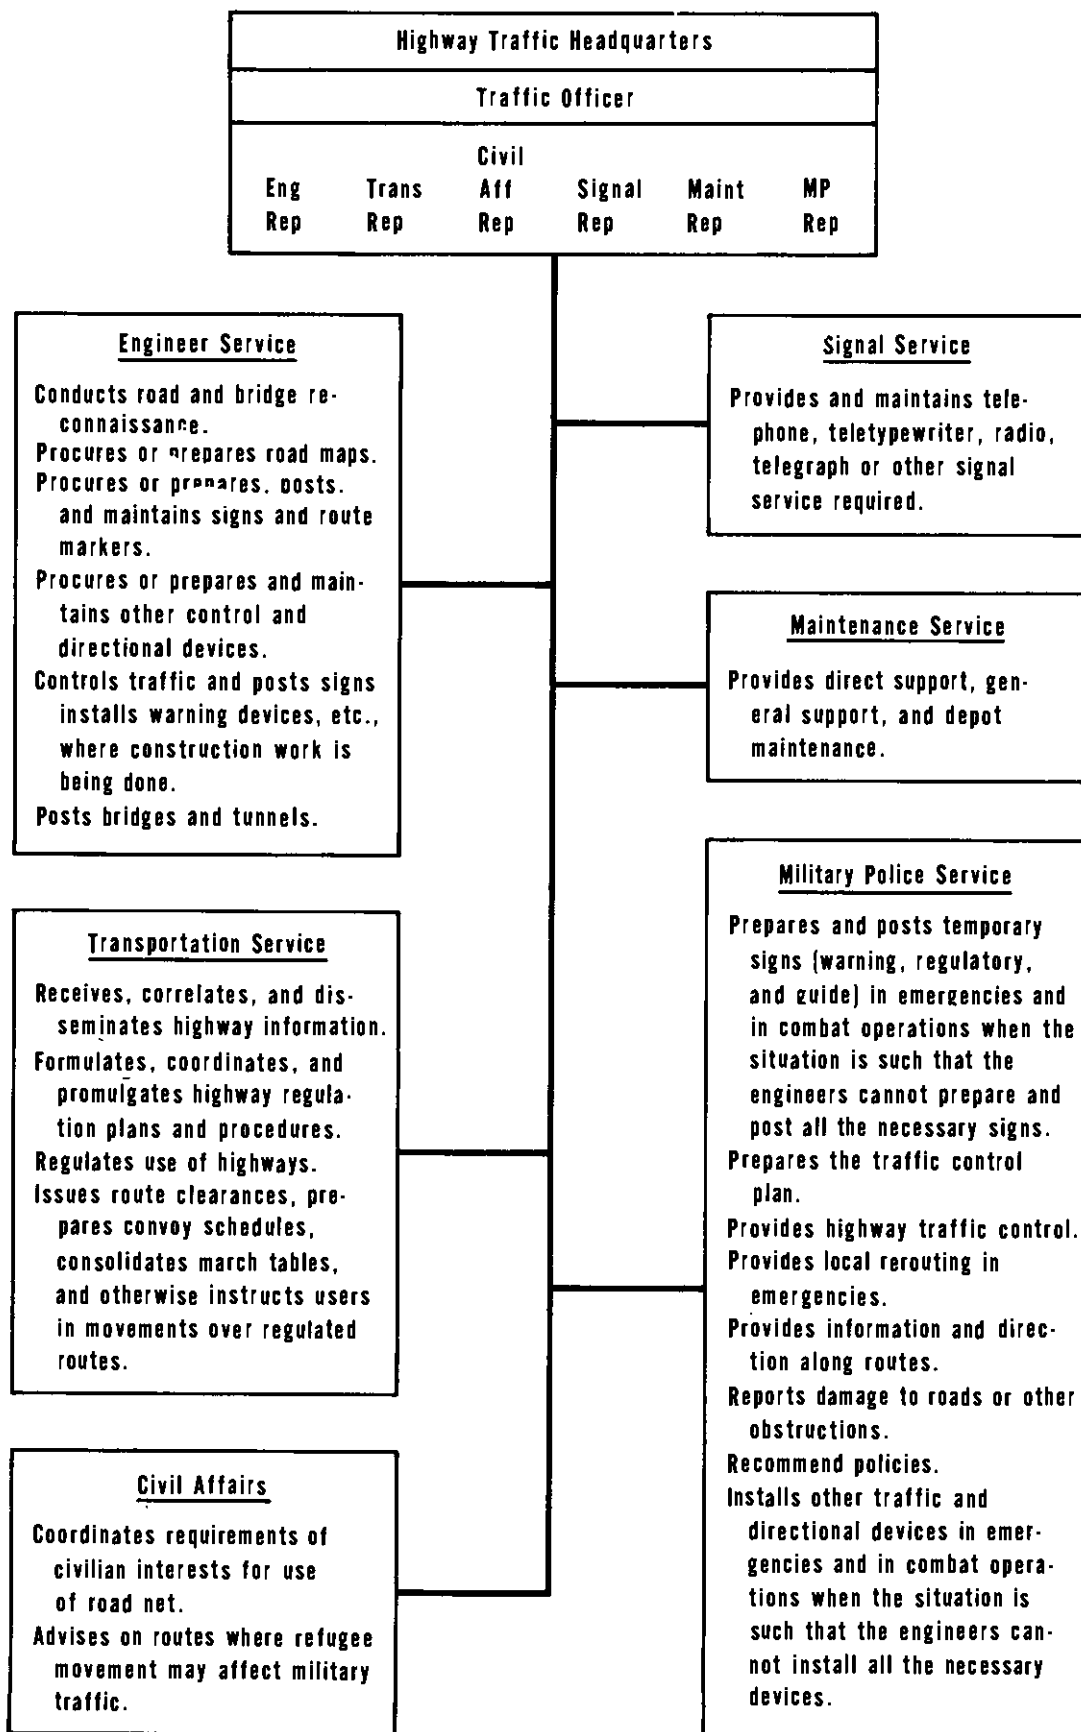 Highway Traffic Headquarters
Traffic Officer
Civil
Eng Trans Aff Signal Maint MP
Rep Rep Rep Rep Rep Rep
Engineer Service
Conducts road and bridge re-
connaissance.
Procures or prepares road maps.
Procures or prepares, posts,
and maintains signs and route
markers.
Procures or prepares and main-
tains other control and
directional devices.
Controls traffic and posts signs
installs warning devices, etc.,
where construction work is
being done.
Posts bridges and tunnels.
Transportation Service
Receives, correlates, and dis-
seminates highway information.
Formulates, coordinates, and
promulgates highway regula-
tion plans and procedures.
Regulates use of highways.
Issues route clearances, pre-
pares convoy schedules,
consolidates march tables,
and otherwise instructs users
in movements over regulated
routes.
Civil Affairs
Coordinates requirements of
civilian interests for use
of road net.
Advises on routes where refugee
movement may affect military
traffic.
Signal Service
Provides and maintains tele-
phone, teletypewriter, radio,
telegraph or other signal
service required.
Maintenance Service
Provides direct support, gen-
eral support, and depot
maintenance.
Military Police Service
Prepares and posts temporary
signs (warning, regulatory,
and guide) in emergencies and
in combat operations when the
situation is such that the
engineers cannot prepare and
post all the necessary signs.
Prepares the traffic control
plan.
Provides highway traffic control.
Provides local rerouting in
emergencies.
Provides information and direc-
tion along routes.
Reports damage to roads or other
obstructions.
Recommend policies.
Installs other traffic and
directional devices in emer-
gencies and in combat opera-
tions when the situation is
such that the engineers can-
not install all the necessary
devices.